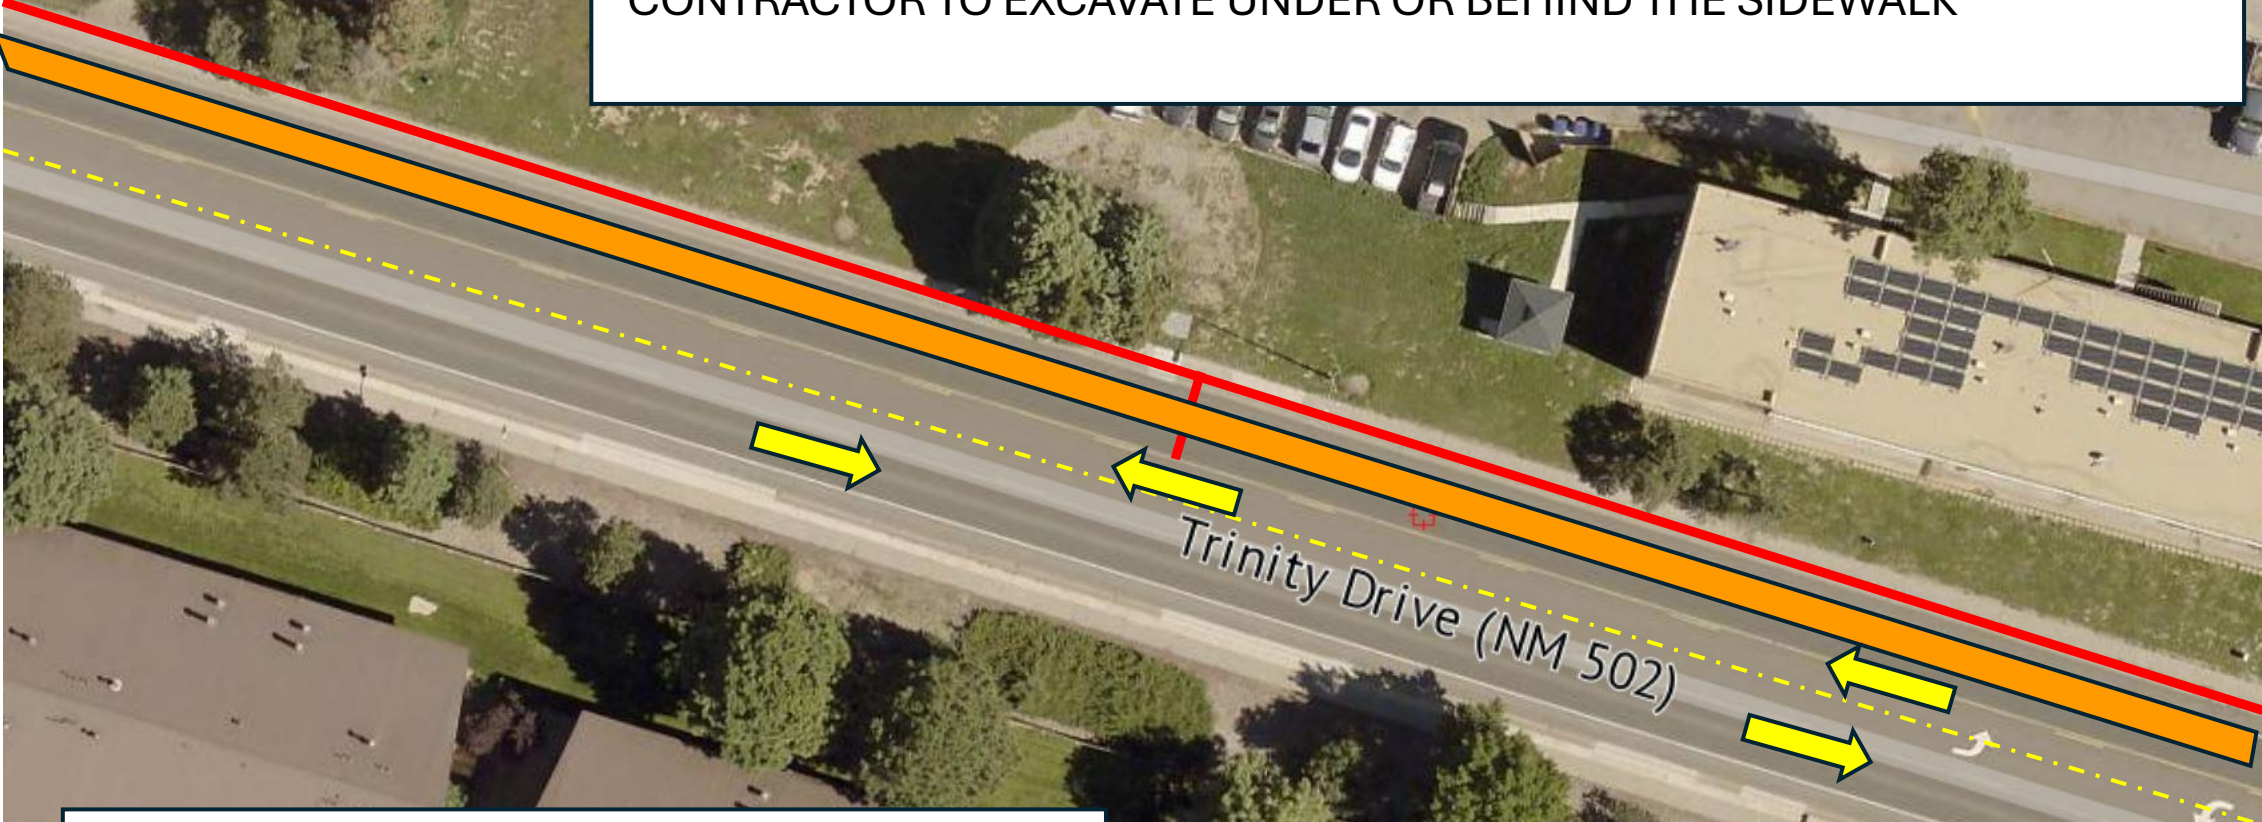 CONTRACTOR TO EXCAVATE UNDER OR BEHIND THE SIDEWALK
Trinity Drive (NM 502)